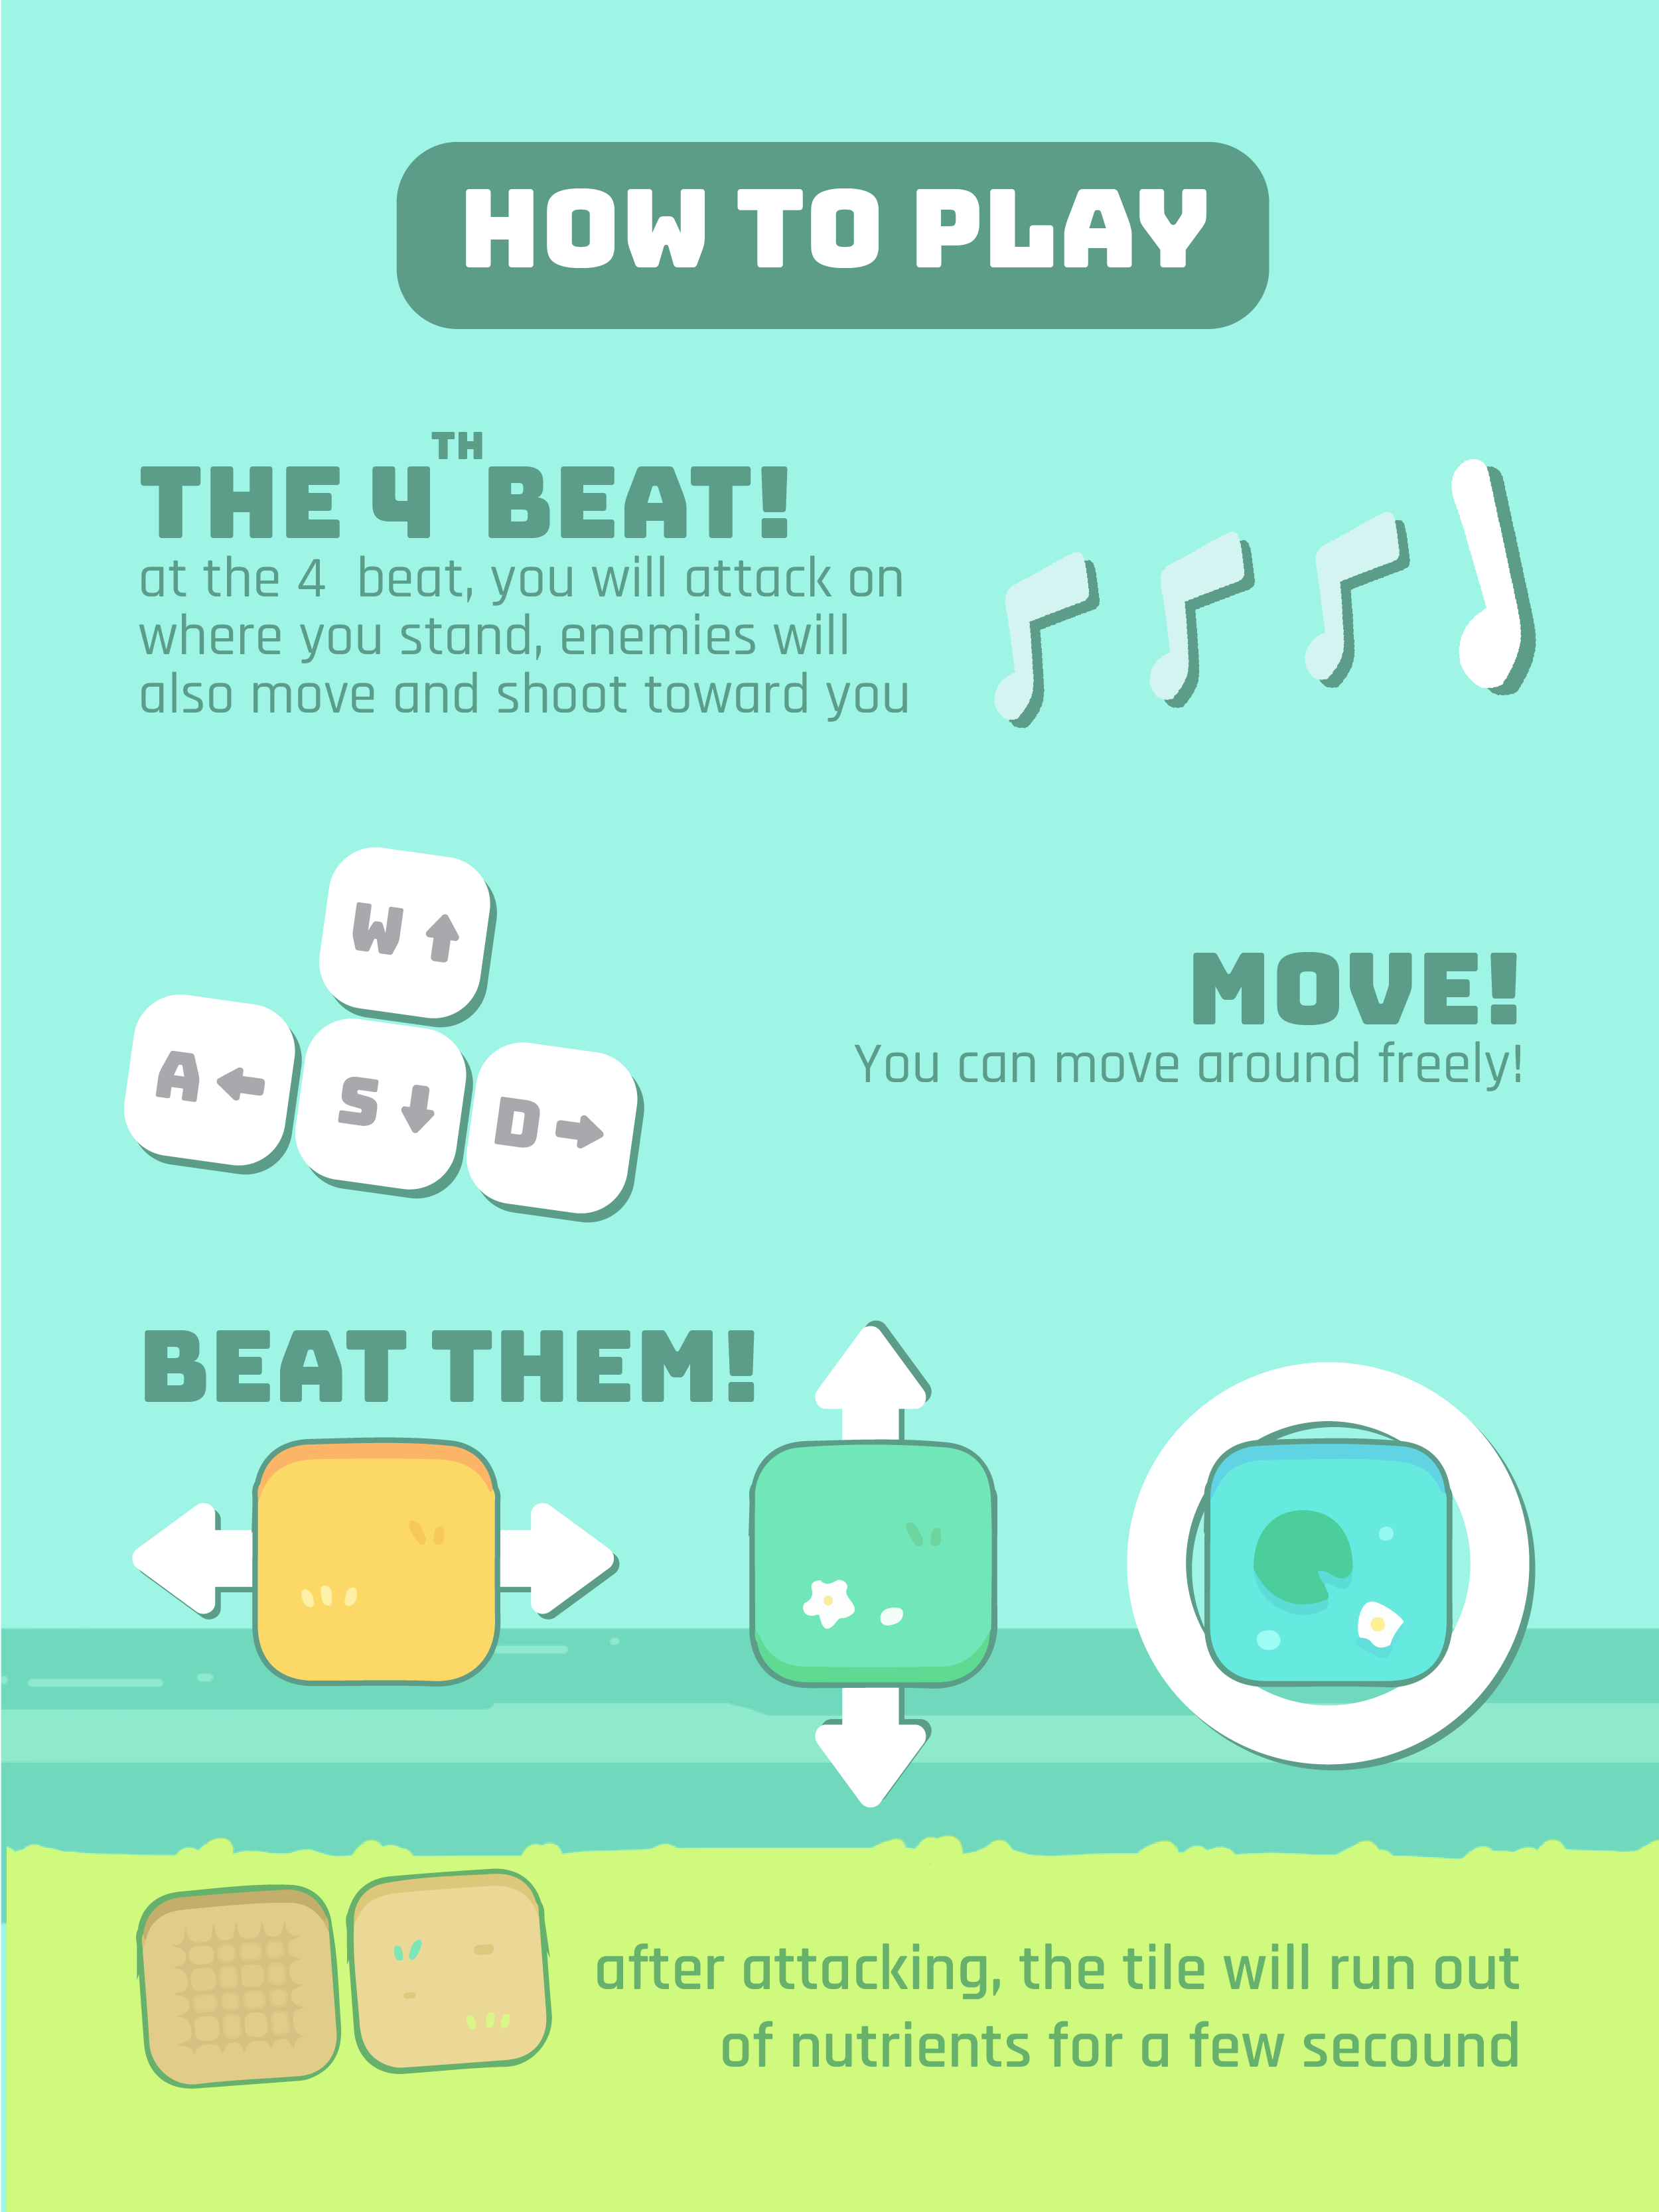 HOW TO PLAY
THE 4TH BEAT!
at the 4 beat, you will attack on
where you stand, enemies will
also move and shoot toward you
W ↑
A ←
S ↓
D →
MOVE!
You can move around freely!
BEAT THEM!
after attacking, the tile will run out
of nutrients for a few secound